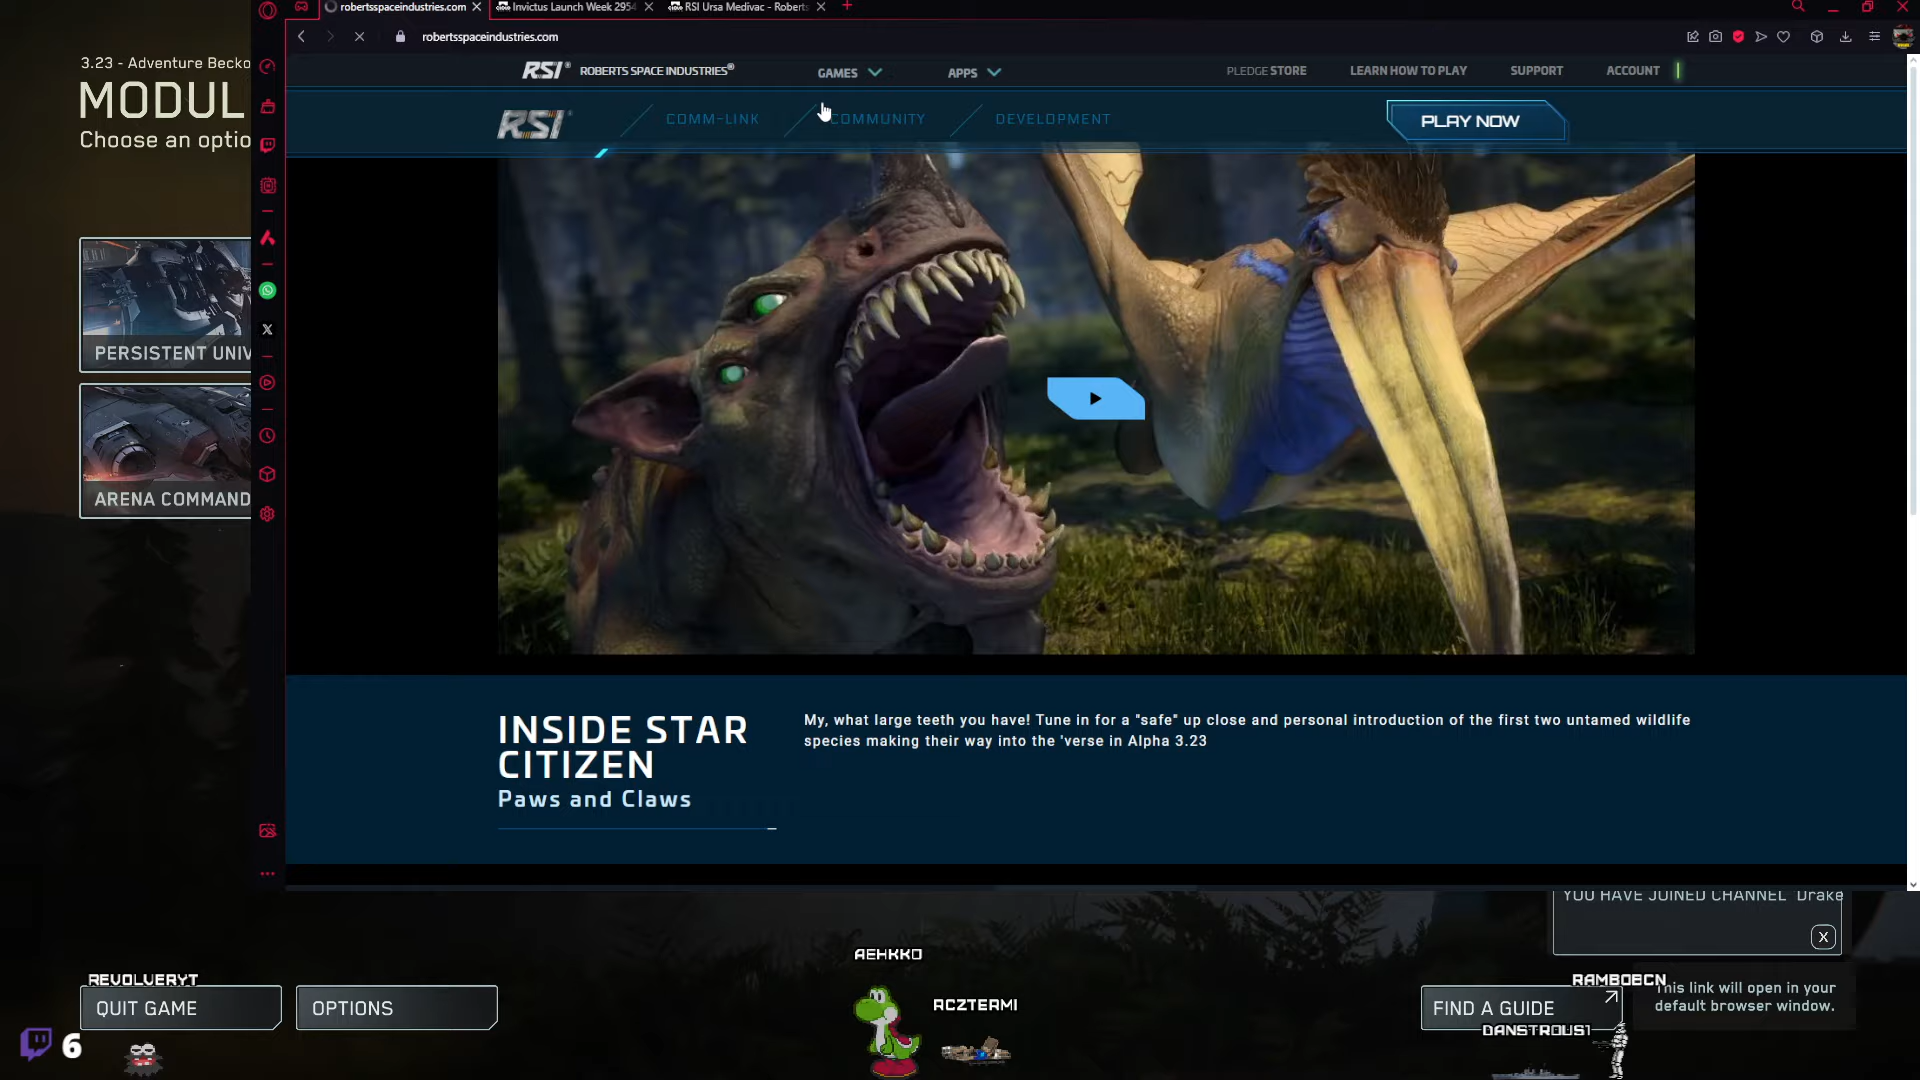 robertsspaceindustries.com
Invictus Launch Week 2954
RSI Ursa Medivac - Roberts
robertsspaceindustries.com
RSI ROBERTS SPACE INDUSTRIES®
GAMES
APPS
PLEDGE STORE
LEARN HOW TO PLAY
SUPPORT
ACCOUNT
RSI
COMM-LINK
COMMUNITY
DEVELOPMENT
PLAY NOW
3.23 - Adventure Becko
MODUL
Choose an optio
PERSISTENT UNIV
ARENA COMMAND
INSIDE STAR
CITIZEN
Paws and Claws
My, what large teeth you have! Tune in for a "safe" up close and personal introduction of the first two untamed wildlife
species making their way into the 'verse in Alpha 3.23
YOU HAVE JOINED CHANNEL Drake
X
REVOLVERYT
QUIT GAME
OPTIONS
6
AEHKKO
RCZTERMI
RAMBOBCN
FIND A GUIDE
This link will open in your
default browser window.
DANSTROUS1